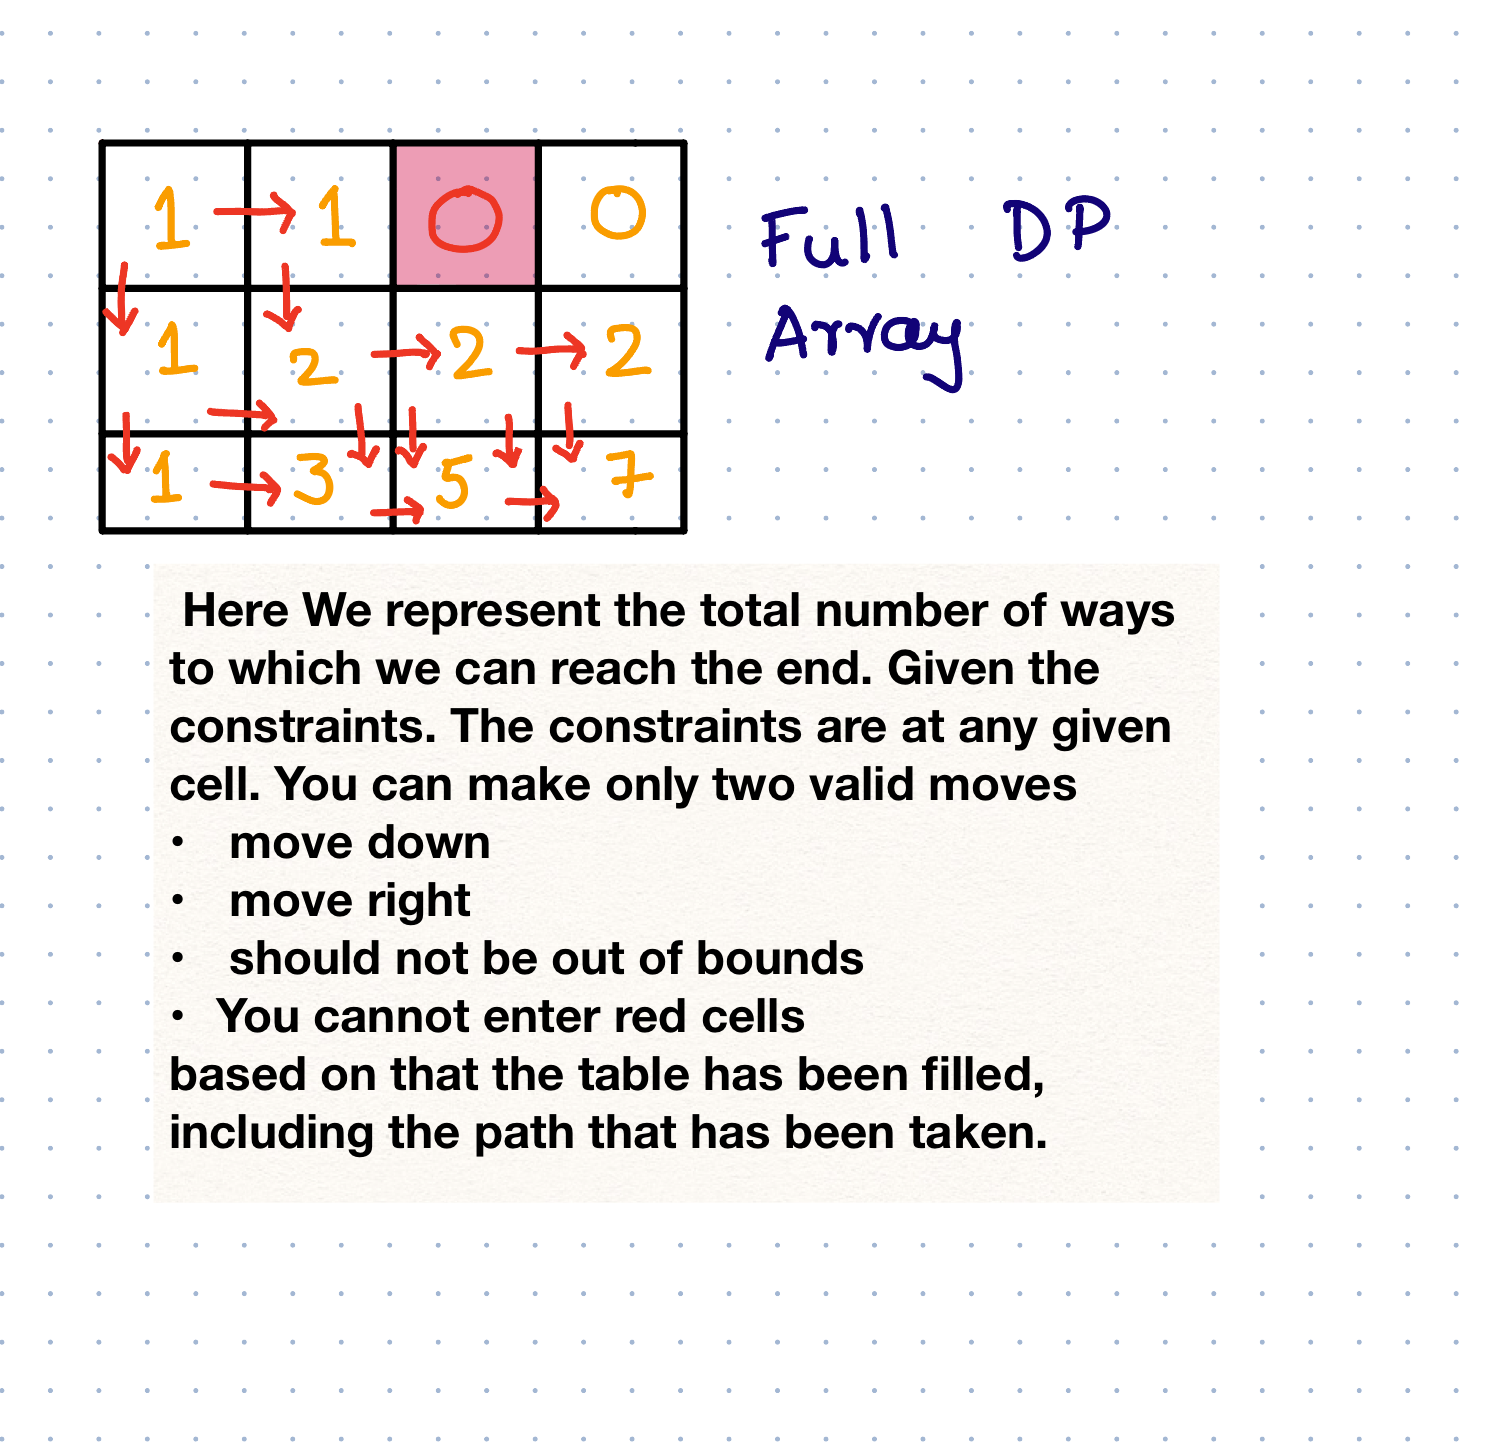 1 1 0 0
Full DP
1 2 2 2
Array
1 3 5 7
Here We represent the total number of ways
to which we can reach the end. Given the
constraints. The constraints are at any given
cell. You can make only two valid moves
• move down
• move right
• should not be out of bounds
• You cannot enter red cells
based on that the table has been filled,
including the path that has been taken.